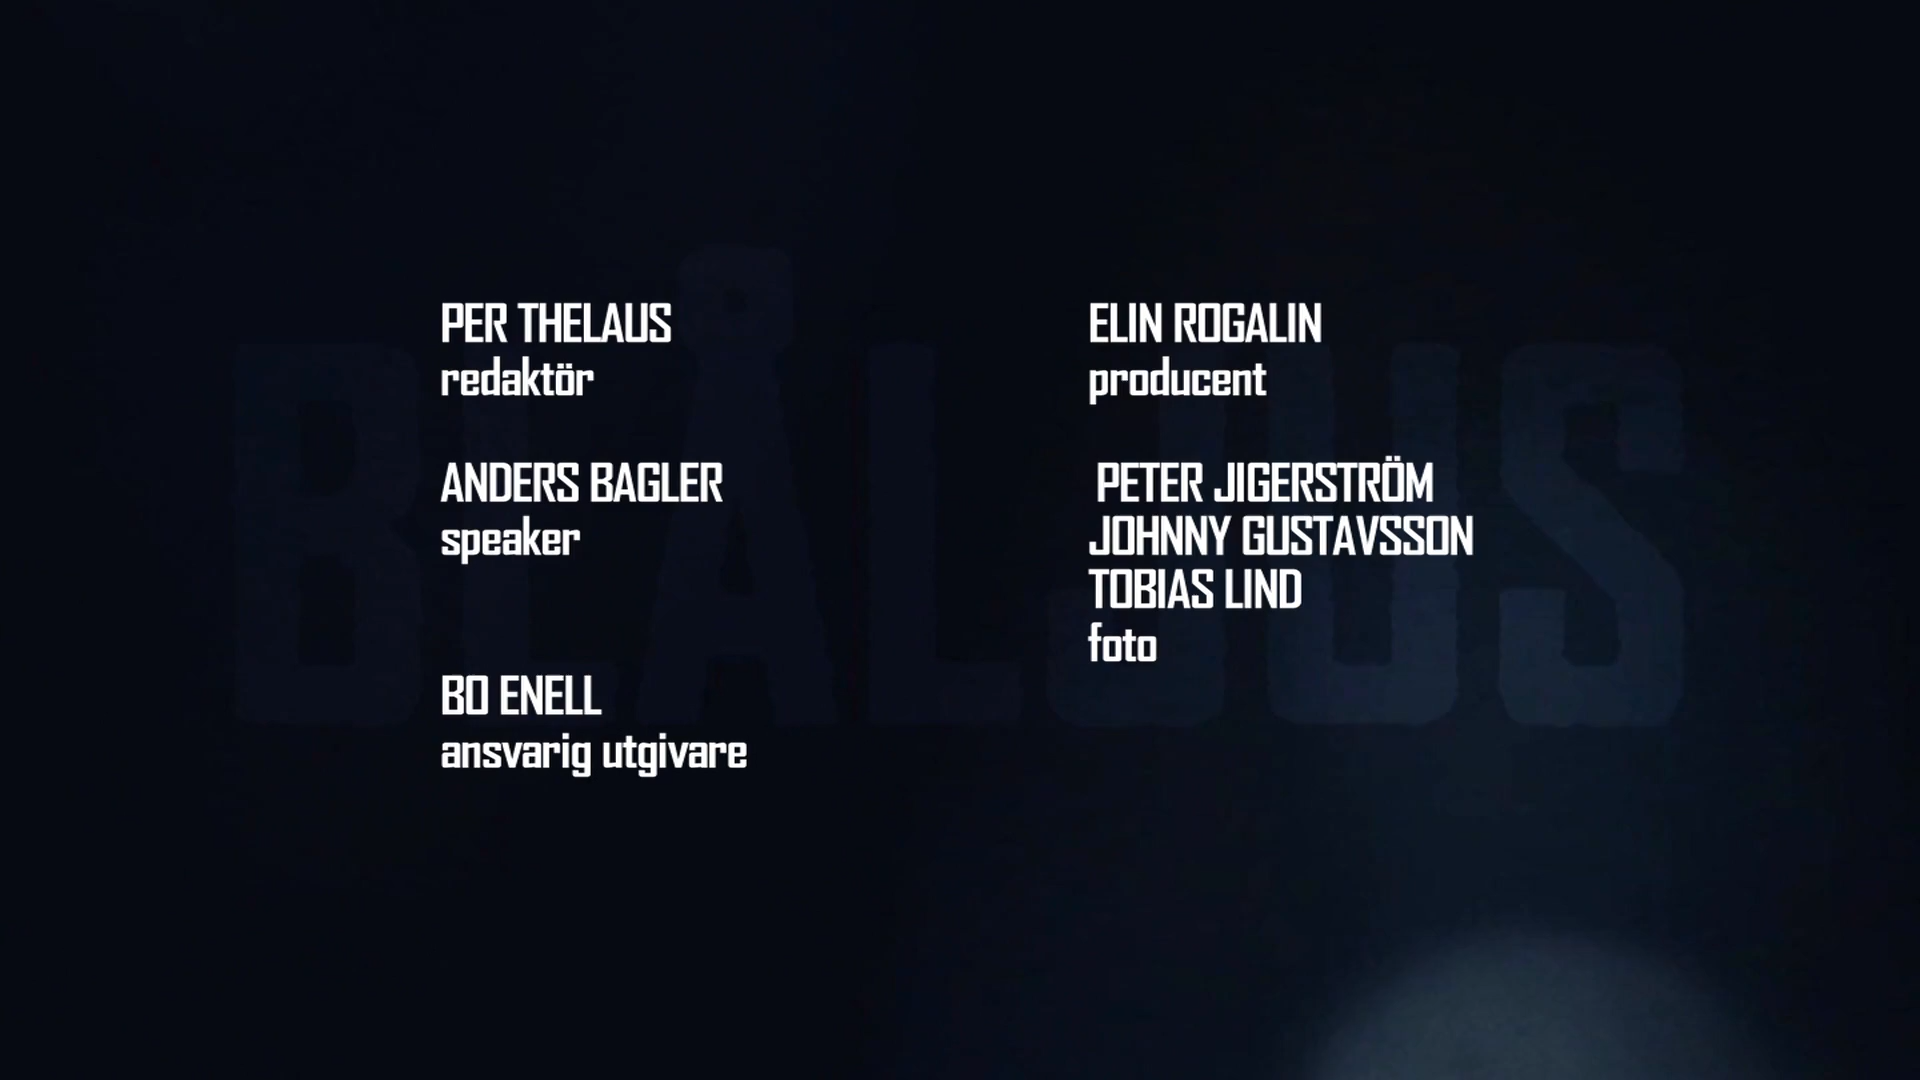 PER THELAUS
redaktör
ANDERS BAGLER
speaker
BO ENELL
ansvarig utgivare
ELIN ROGALIN
producent
PETER JIGERSTRÖM
JOHNNY GUSTAVSSON
TOBIAS LIND
foto
BLÅLJUS